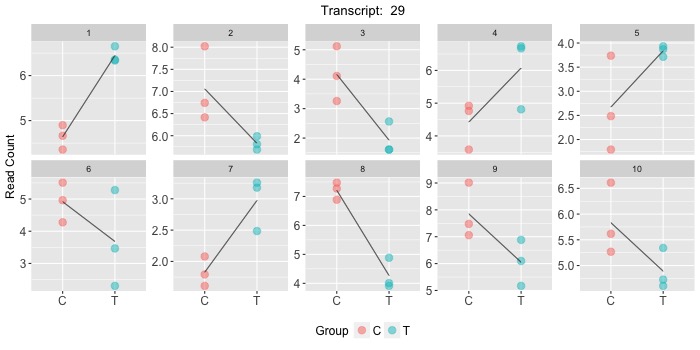 Transcript: 29
1 2 3 4 5
6 5
8.0 7.5 7.0 6.5 6.0
5 4 3 2
6 5 4
4.0 3.5 3.0 2.5 2.0
Read Count
6 7 8 9 10
5 4 3
3.0 2.5 2.0
7 6 5 4
9 8 7 6 5
6.5 6.0 5.5 5.0
C T C T C T C T C T
Group C T